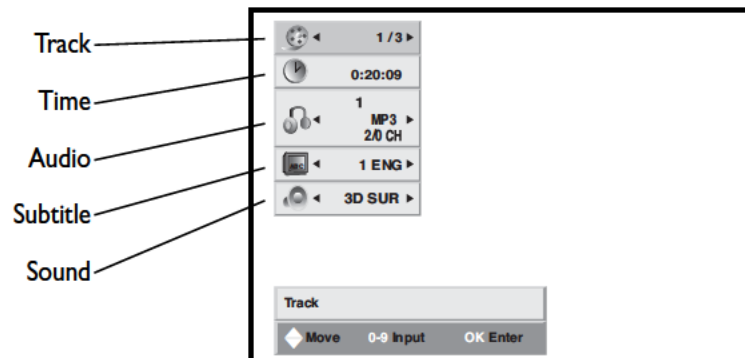 Track
Time
Audio
Subtitle
Sound
1 / 3
0:20:09
1
MP3
2/0 CH
ABC
1 ENG
3D SUR
Track
Move 0-9 Input OK Enter